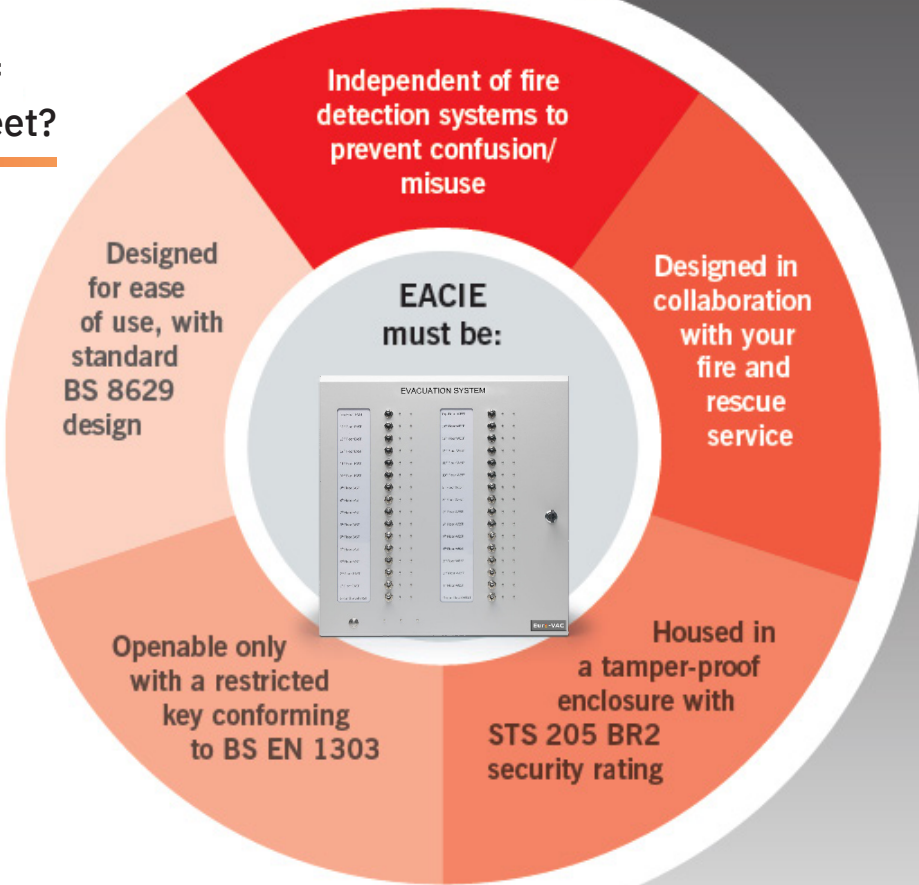 eet?
Independent of fire
detection systems to
prevent confusion/
misuse
Designed in
collaboration
with your
fire and
rescue
service
Housed in
a tamper-proof
enclosure with
STS 205 BR2
security rating
Openable only
with a restricted
key conforming
to BS EN 1303
Designed
for ease
of use, with
standard
BS 8629
design
EACIE
must be:
EVACUATION SYSTEM